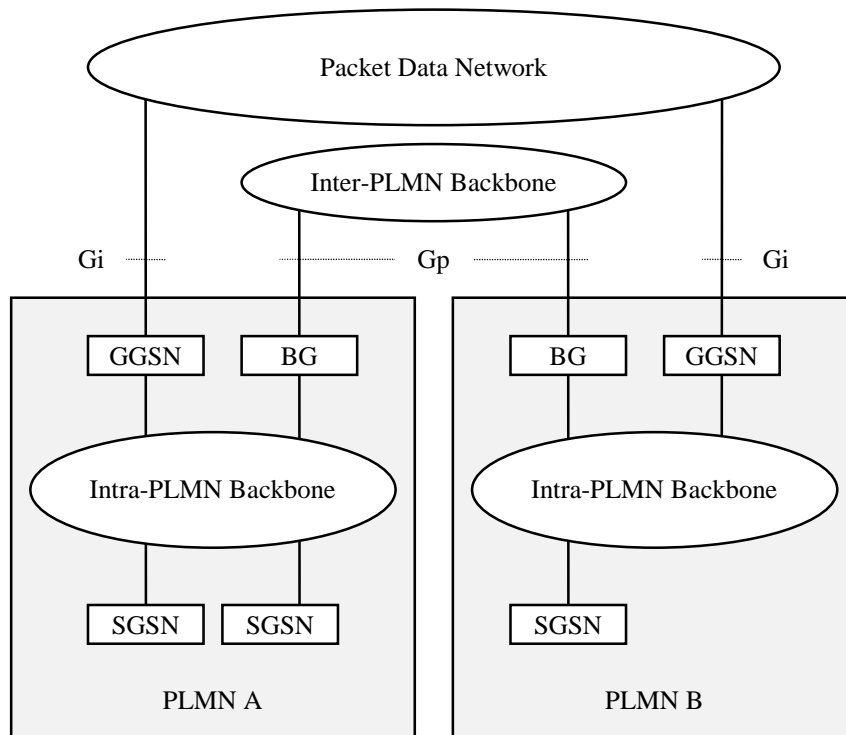 Packet Data Network
Inter-PLMN Backbone
Gi
Gp
Gi
GGSN
BG
BG
GGSN
Intra-PLMN Backbone
Intra-PLMN Backbone
SGSN
SGSN
SGSN
PLMN A
PLMN B